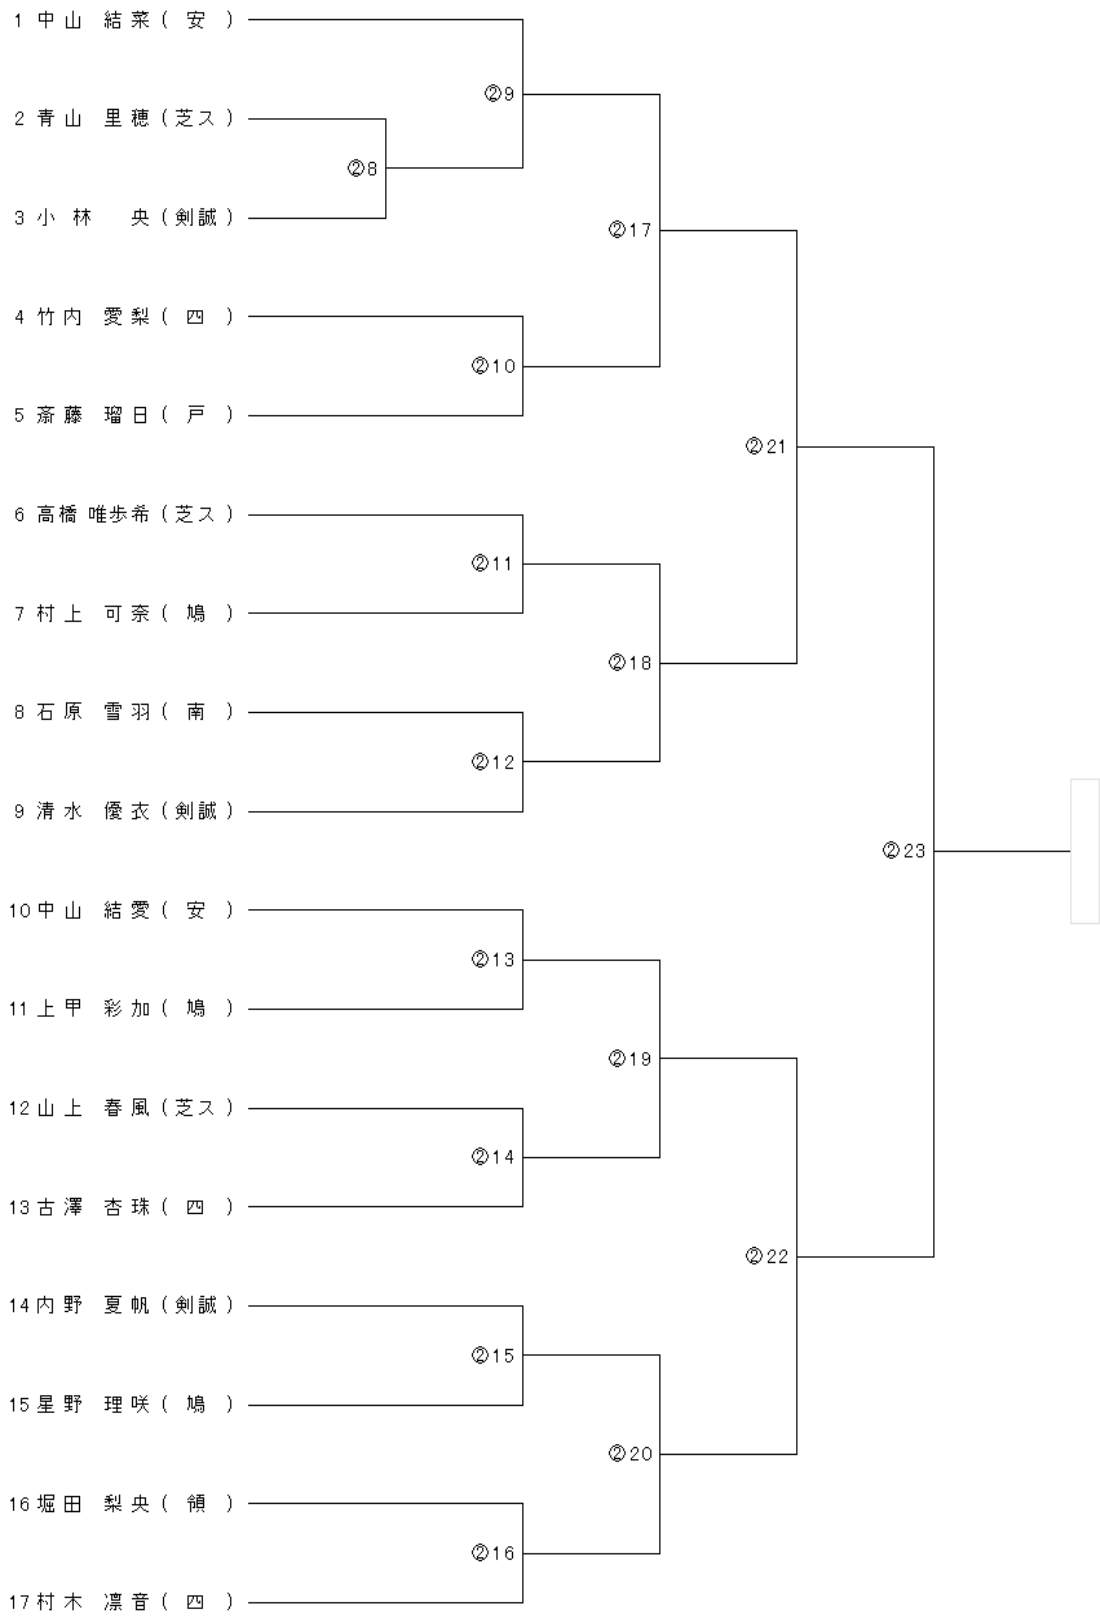 1 中山 結菜 ( 安 )
②9
2 青山 里穂 (芝ス)
②8
3 小林 央 (剣誠)
②17
4 竹内 愛梨 ( 四 )
②10
5 斎藤 瑠日 ( 戸 )
②21
6 高橋 唯歩希 (芝ス)
②11
7 村上 可奈 ( 鳩 )
②18
8 石原 雪羽 ( 南 )
②12
9 清水 優衣 (剣誠)
②23
10 中山 結愛 ( 安 )
②13
11 上甲 彩加 ( 鳩 )
②19
12 山上 春風 (芝ス)
②14
13 古澤 杏珠 ( 四 )
②22
14 内野 夏帆 (剣誠)
②15
15 星野 理咲 ( 鳩 )
②20
16 堀田 梨央 ( 領 )
②16
17 村木 凛音 ( 四 )